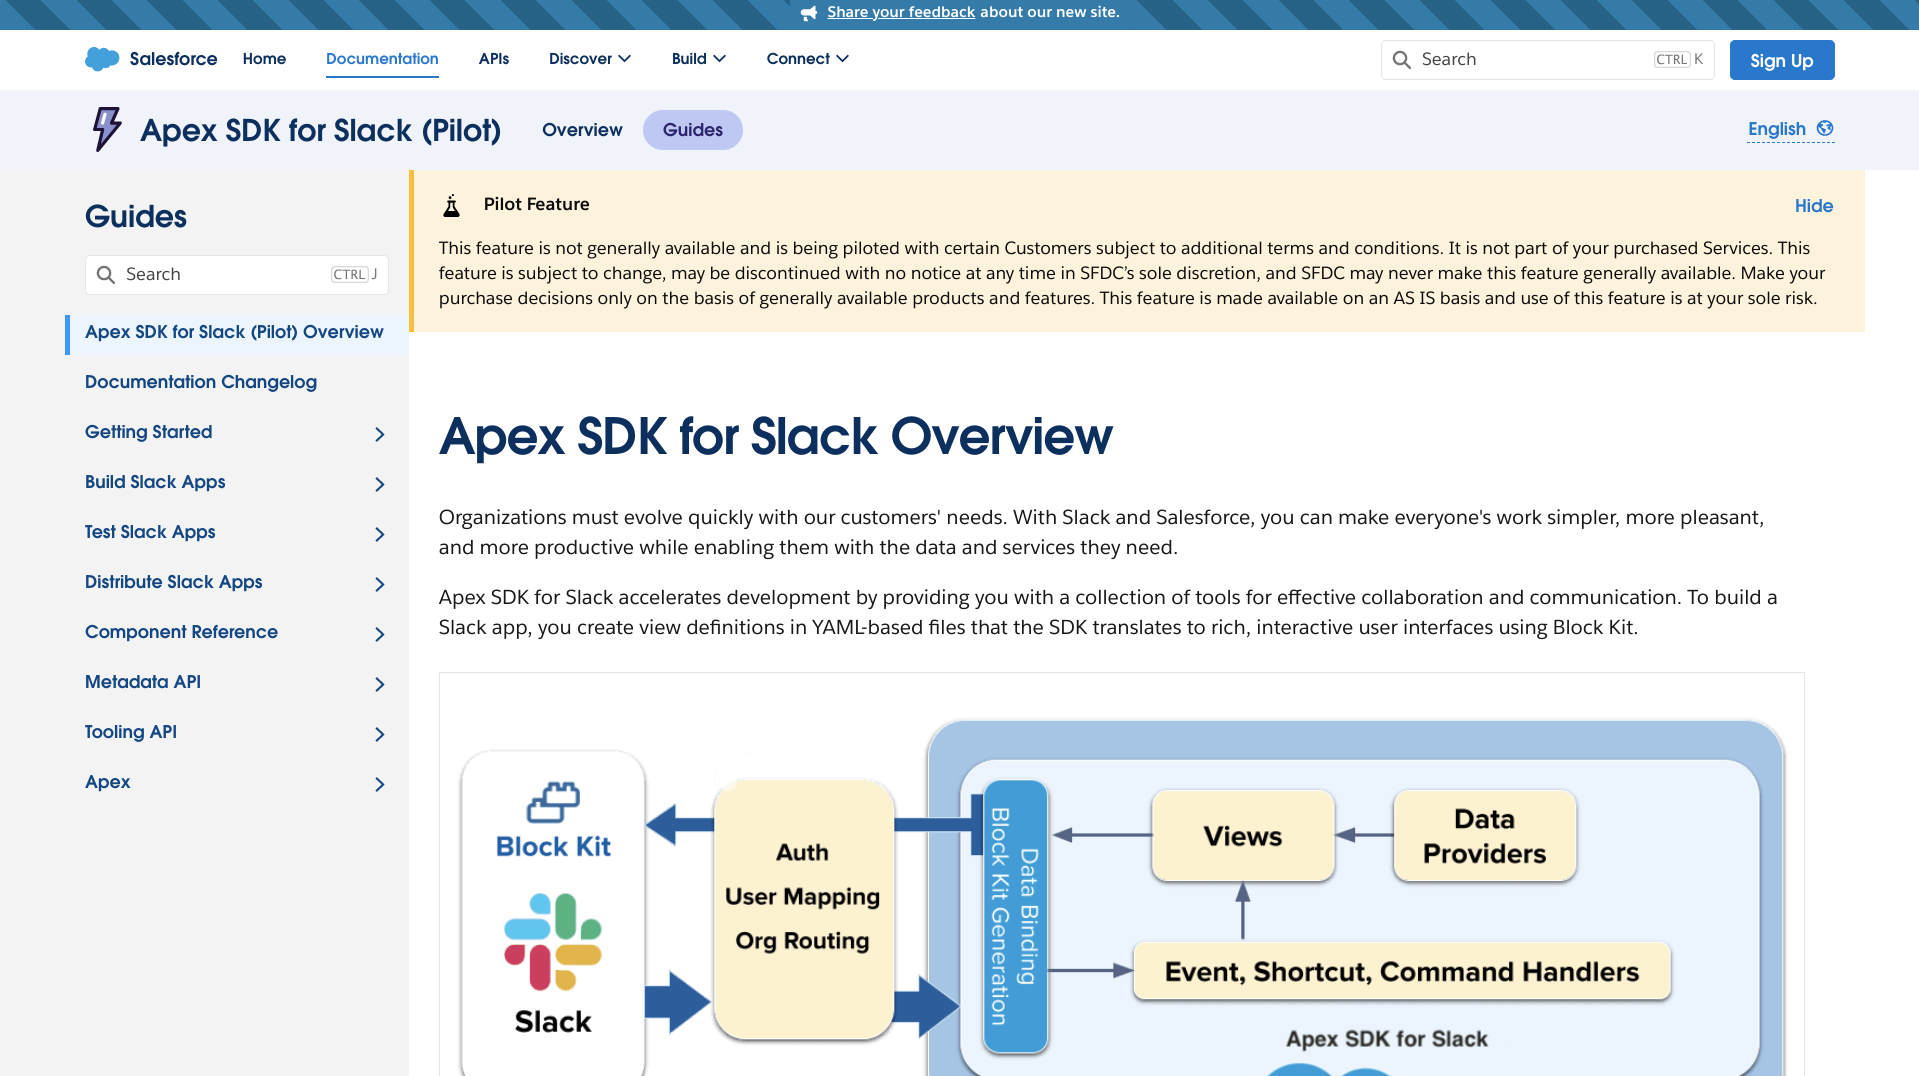 Share your feedback about our new site.
Salesforce
Home
Documentation
APIs
Discover
Build
Connect
Search
CTRL K
Sign Up
Apex SDK for Slack (Pilot)
Overview
Guides
English
Guides
Search
CTRL J
Apex SDK for Slack (Pilot) Overview
Documentation Changelog
Getting Started
Build Slack Apps
Test Slack Apps
Distribute Slack Apps
Component Reference
Metadata API
Tooling API
Apex
Pilot Feature
Hide
This feature is not generally available and is being piloted with certain Customers subject to additional terms and conditions. It is not part of your purchased Services. This
feature is subject to change, may be discontinued with no notice at any time in SFDC’s sole discretion, and SFDC may never make this feature generally available. Make your
purchase decisions only on the basis of generally available products and features. This feature is made available on an AS IS basis and use of this feature is at your sole risk.
Apex SDK for Slack Overview
Organizations must evolve quickly with our customers' needs. With Slack and Salesforce, you can make everyone's work simpler, more pleasant,
and more productive while enabling them with the data and services they need.
Apex SDK for Slack accelerates development by providing you with a collection of tools for effective collaboration and communication. To build a
Slack app, you create view definitions in YAML-based files that the SDK translates to rich, interactive user interfaces using Block Kit.
Block Kit
Slack
Auth
User Mapping
Org Routing
Data Binding
Block Kit Generation
Views
Data
Providers
Event, Shortcut, Command Handlers
Apex SDK for Slack